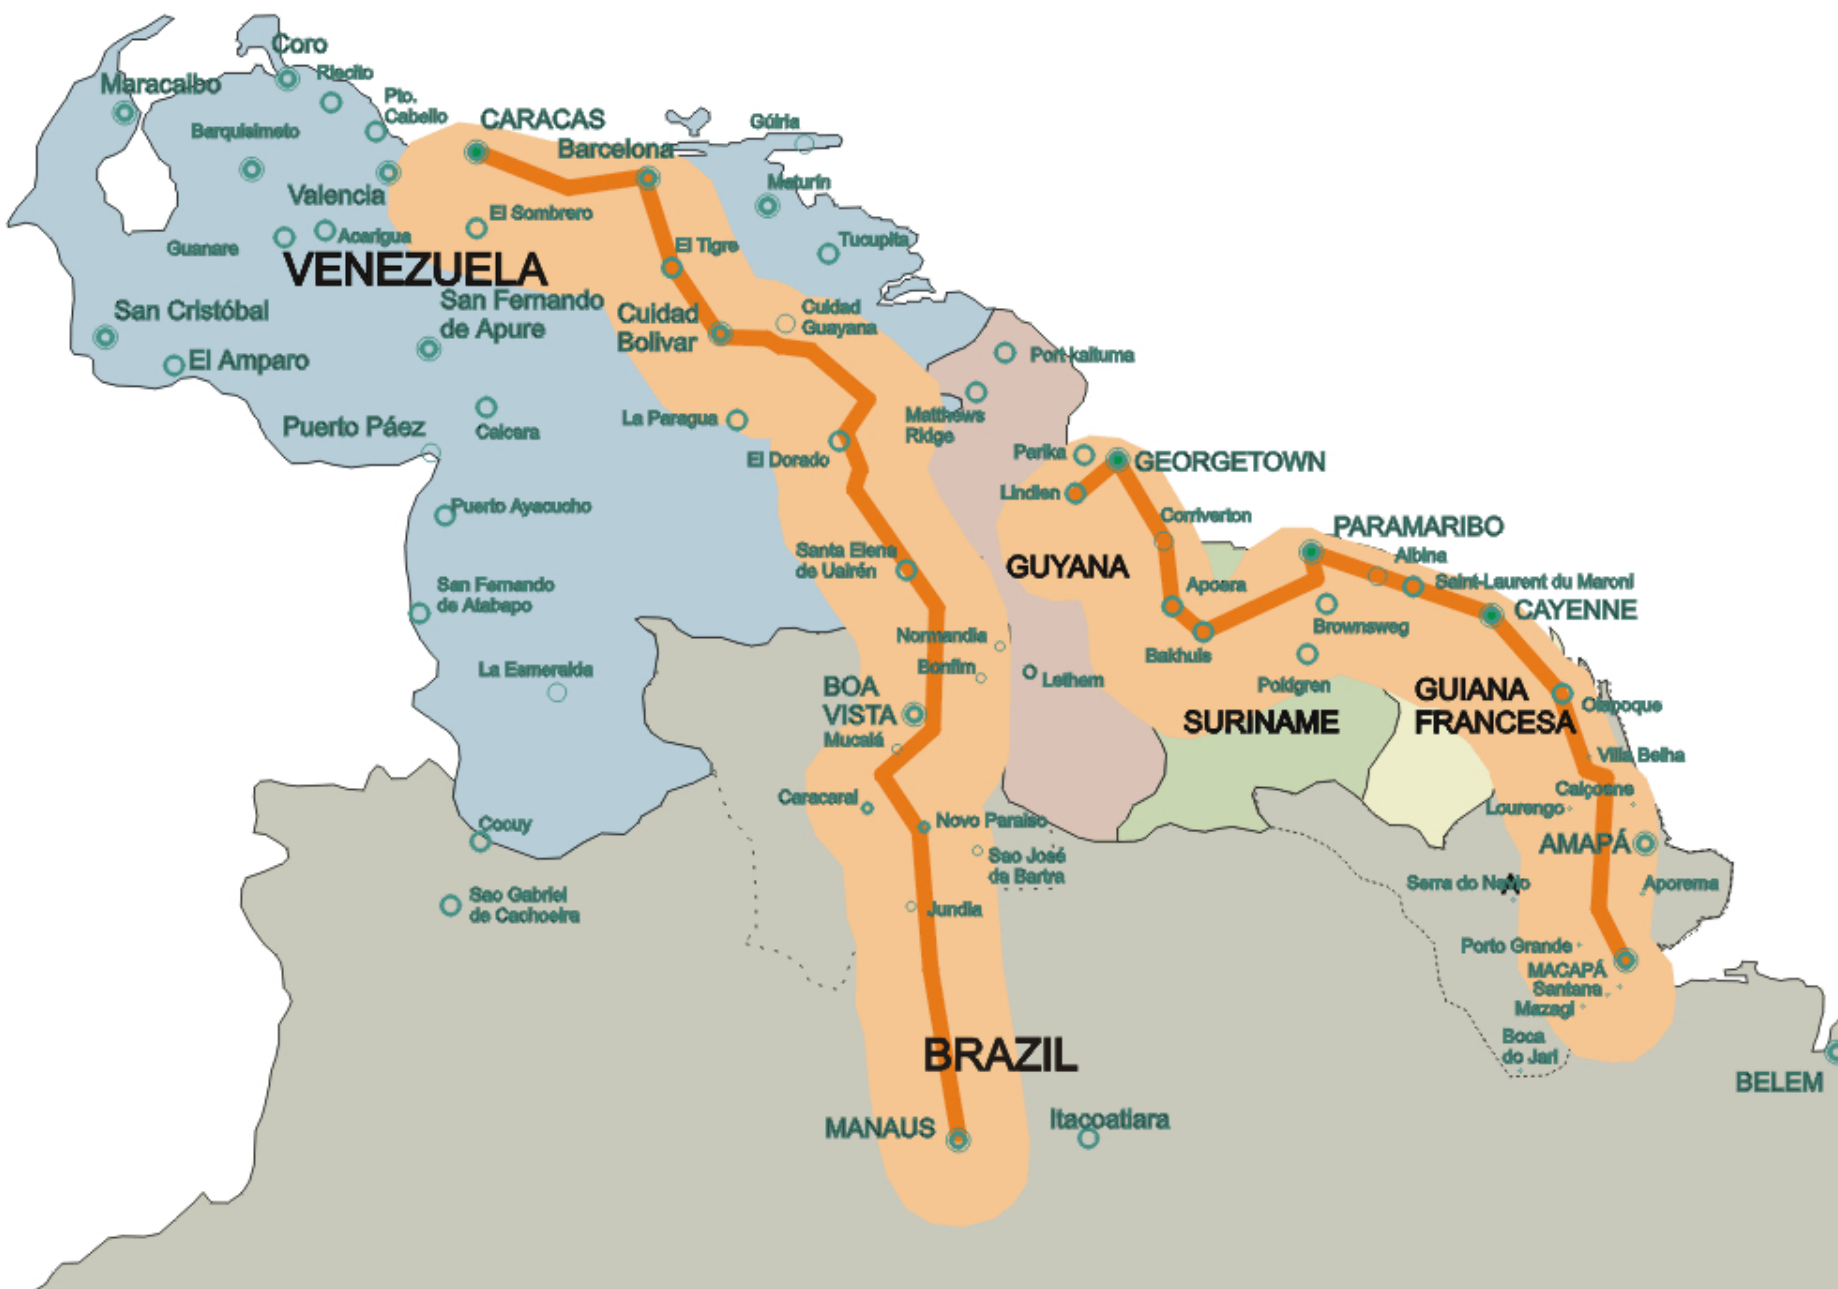 Coro
Maracaibo
Riecito
Pto.
Cabello
CARACAS
Barquisimeto
Barcelona
Gúiria
Valencia
Maturín
El Sombrero
Guanare
Acarigua
El Tigre
Tucupita
VENEZUELA
San Cristóbal
San Fernando
de Apure
Cuidad
Bolivar
Cuidad
Guayana
El Amparo
Port-kaituma
Puerto Páez
Caicara
La Paragua
Matthews
Ridge
El Dorado
Parika
GEORGETOWN
Linden
Puerto Ayacucho
Corriverton
PARAMARIBO
Santa Elena
de Uairén
GUYANA
Albina
Apoera
Saint-Laurent du Maroni
San Fernando
de Atabapo
CAYENNE
Brownsweg
Normandia
Bakhuis
Bonfim
La Esmeralda
Lethem
Pokigren
BOA
VISTA
GUIANA
FRANCESA
SURINAME
Oiapoque
Mucalá
Villa Belha
Caracaraí
Calçoene
Lourengo
Novo Paraiso
Cocuy
AMAPÁ
Sao José
da Bartra
Serra do Navio
Aporema
Sao Gabriel
de Cachoeira
Jundia
Porto Grande
MACAPÁ
Santana
Mazagi
BRAZIL
Boca
do Jari
BELEM
MANAUS
Itacoatiara